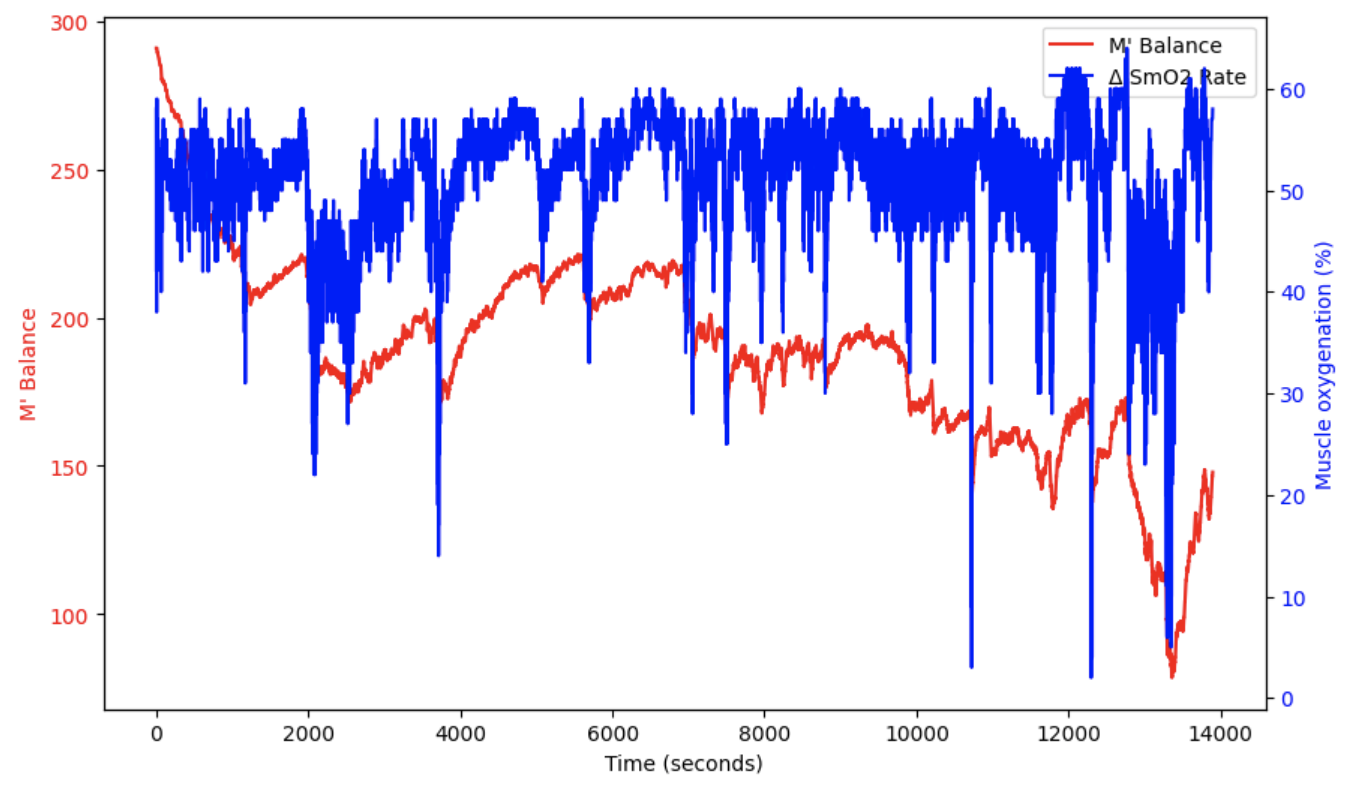 300
250
200
150
100
M' Balance
M' Balance
Δ SmO2 Rate
60
50
40
30
20
10
0
Muscle oxygenation (%)
0 2000 4000 6000 8000 10000 12000 14000
Time (seconds)